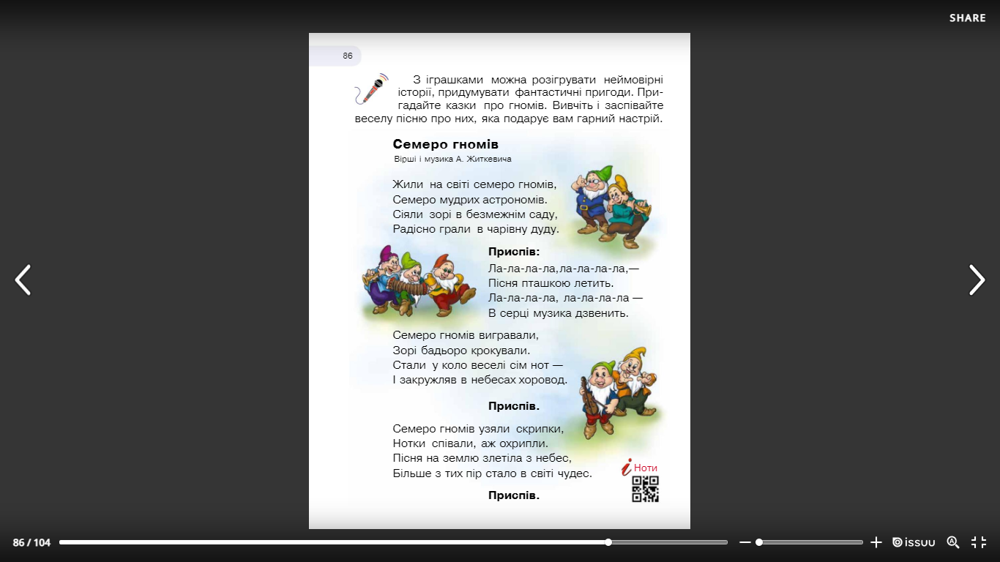 SHARE
86
З іграшками можна розігрувати неймовірні
історії, придумувати фантастичні пригоди. При-
гадайте казки про гномів. Вивчіть і заспівайте
веселу пісню про них, яка подарує вам гарний настрій.
Семеро гномів
Вірші і музика А. Житкевича
Жили на світі семеро гномів,
Семеро мудрих астрономів.
Сіяли зорі в безмежнім саду,
Радісно грали в чарівну дуду.
Приспів:
Ла-ла-ла-ла,ла-ла-ла-ла,—
Пісня пташкою летить.
Ла-ла-ла-ла, ла-ла-ла-ла —
В серці музика дзвенить.
Семеро гномів вигравали,
Зорі бадьоро крокували.
Стали у коло веселі сім нот —
І закружляв в небесах хоровод.
Приспів.
Семеро гномів узяли скрипки,
Нотки співали, аж охрипли.
Пісня на землю злетіла з небес,
Більше з тих пір стало в світі чудес.
i Ноти
Приспів.
86 / 104
issuu